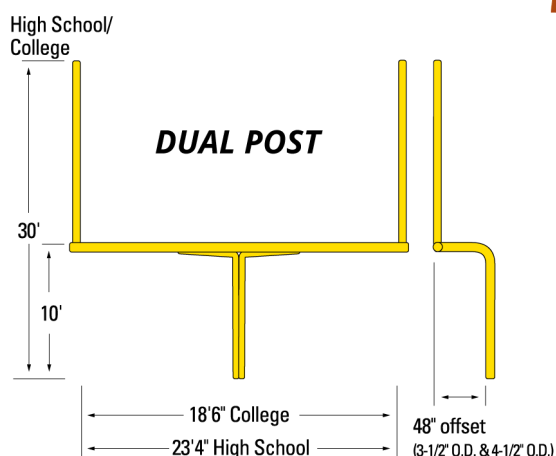 High School/
College
DUAL POST
30'
10'
18'6" College
23'4" High School
48" offset
(3-1/2" O.D. & 4-1/2" O.D.)